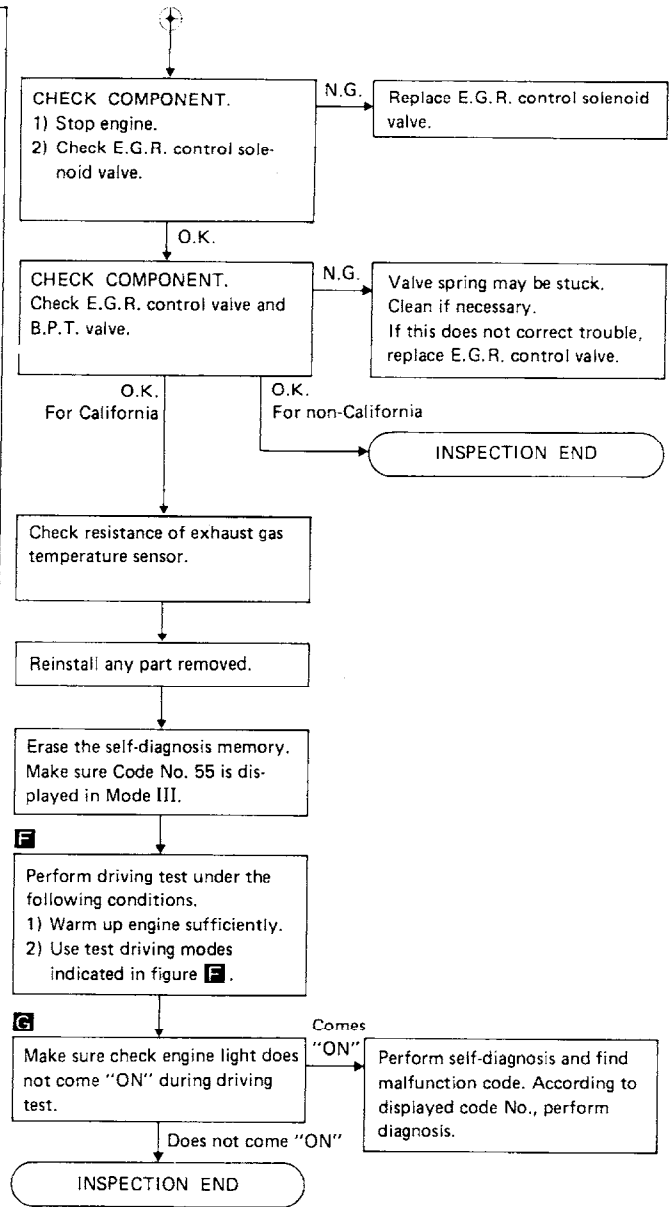 CHECK COMPONENT.
1) Stop engine.
2) Check E.G.R. control sole-
noid valve.
N.G.
Replace E.G.R. control solenoid
valve.
O.K.
CHECK COMPONENT.
Check E.G.R. control valve and
B.P.T. valve.
N.G.
Valve spring may be stuck.
Clean if necessary.
If this does not correct trouble,
replace E.G.R. control valve.
O.K.
For California
O.K.
For non-California
INSPECTION END
Check resistance of exhaust gas
temperature sensor.
Reinstall any part removed.
Erase the self-diagnosis memory.
Make sure Code No. 55 is dis-
played in Mode III.
F
Perform driving test under the
following conditions.
1) Warm up engine sufficiently.
2) Use test driving modes
indicated in figure F .
G
Make sure check engine light does
not come "ON" during driving
test.
Comes
"ON"
Perform self-diagnosis and find
malfunction code. According to
displayed code No., perform
diagnosis.
Does not come "ON"
INSPECTION END